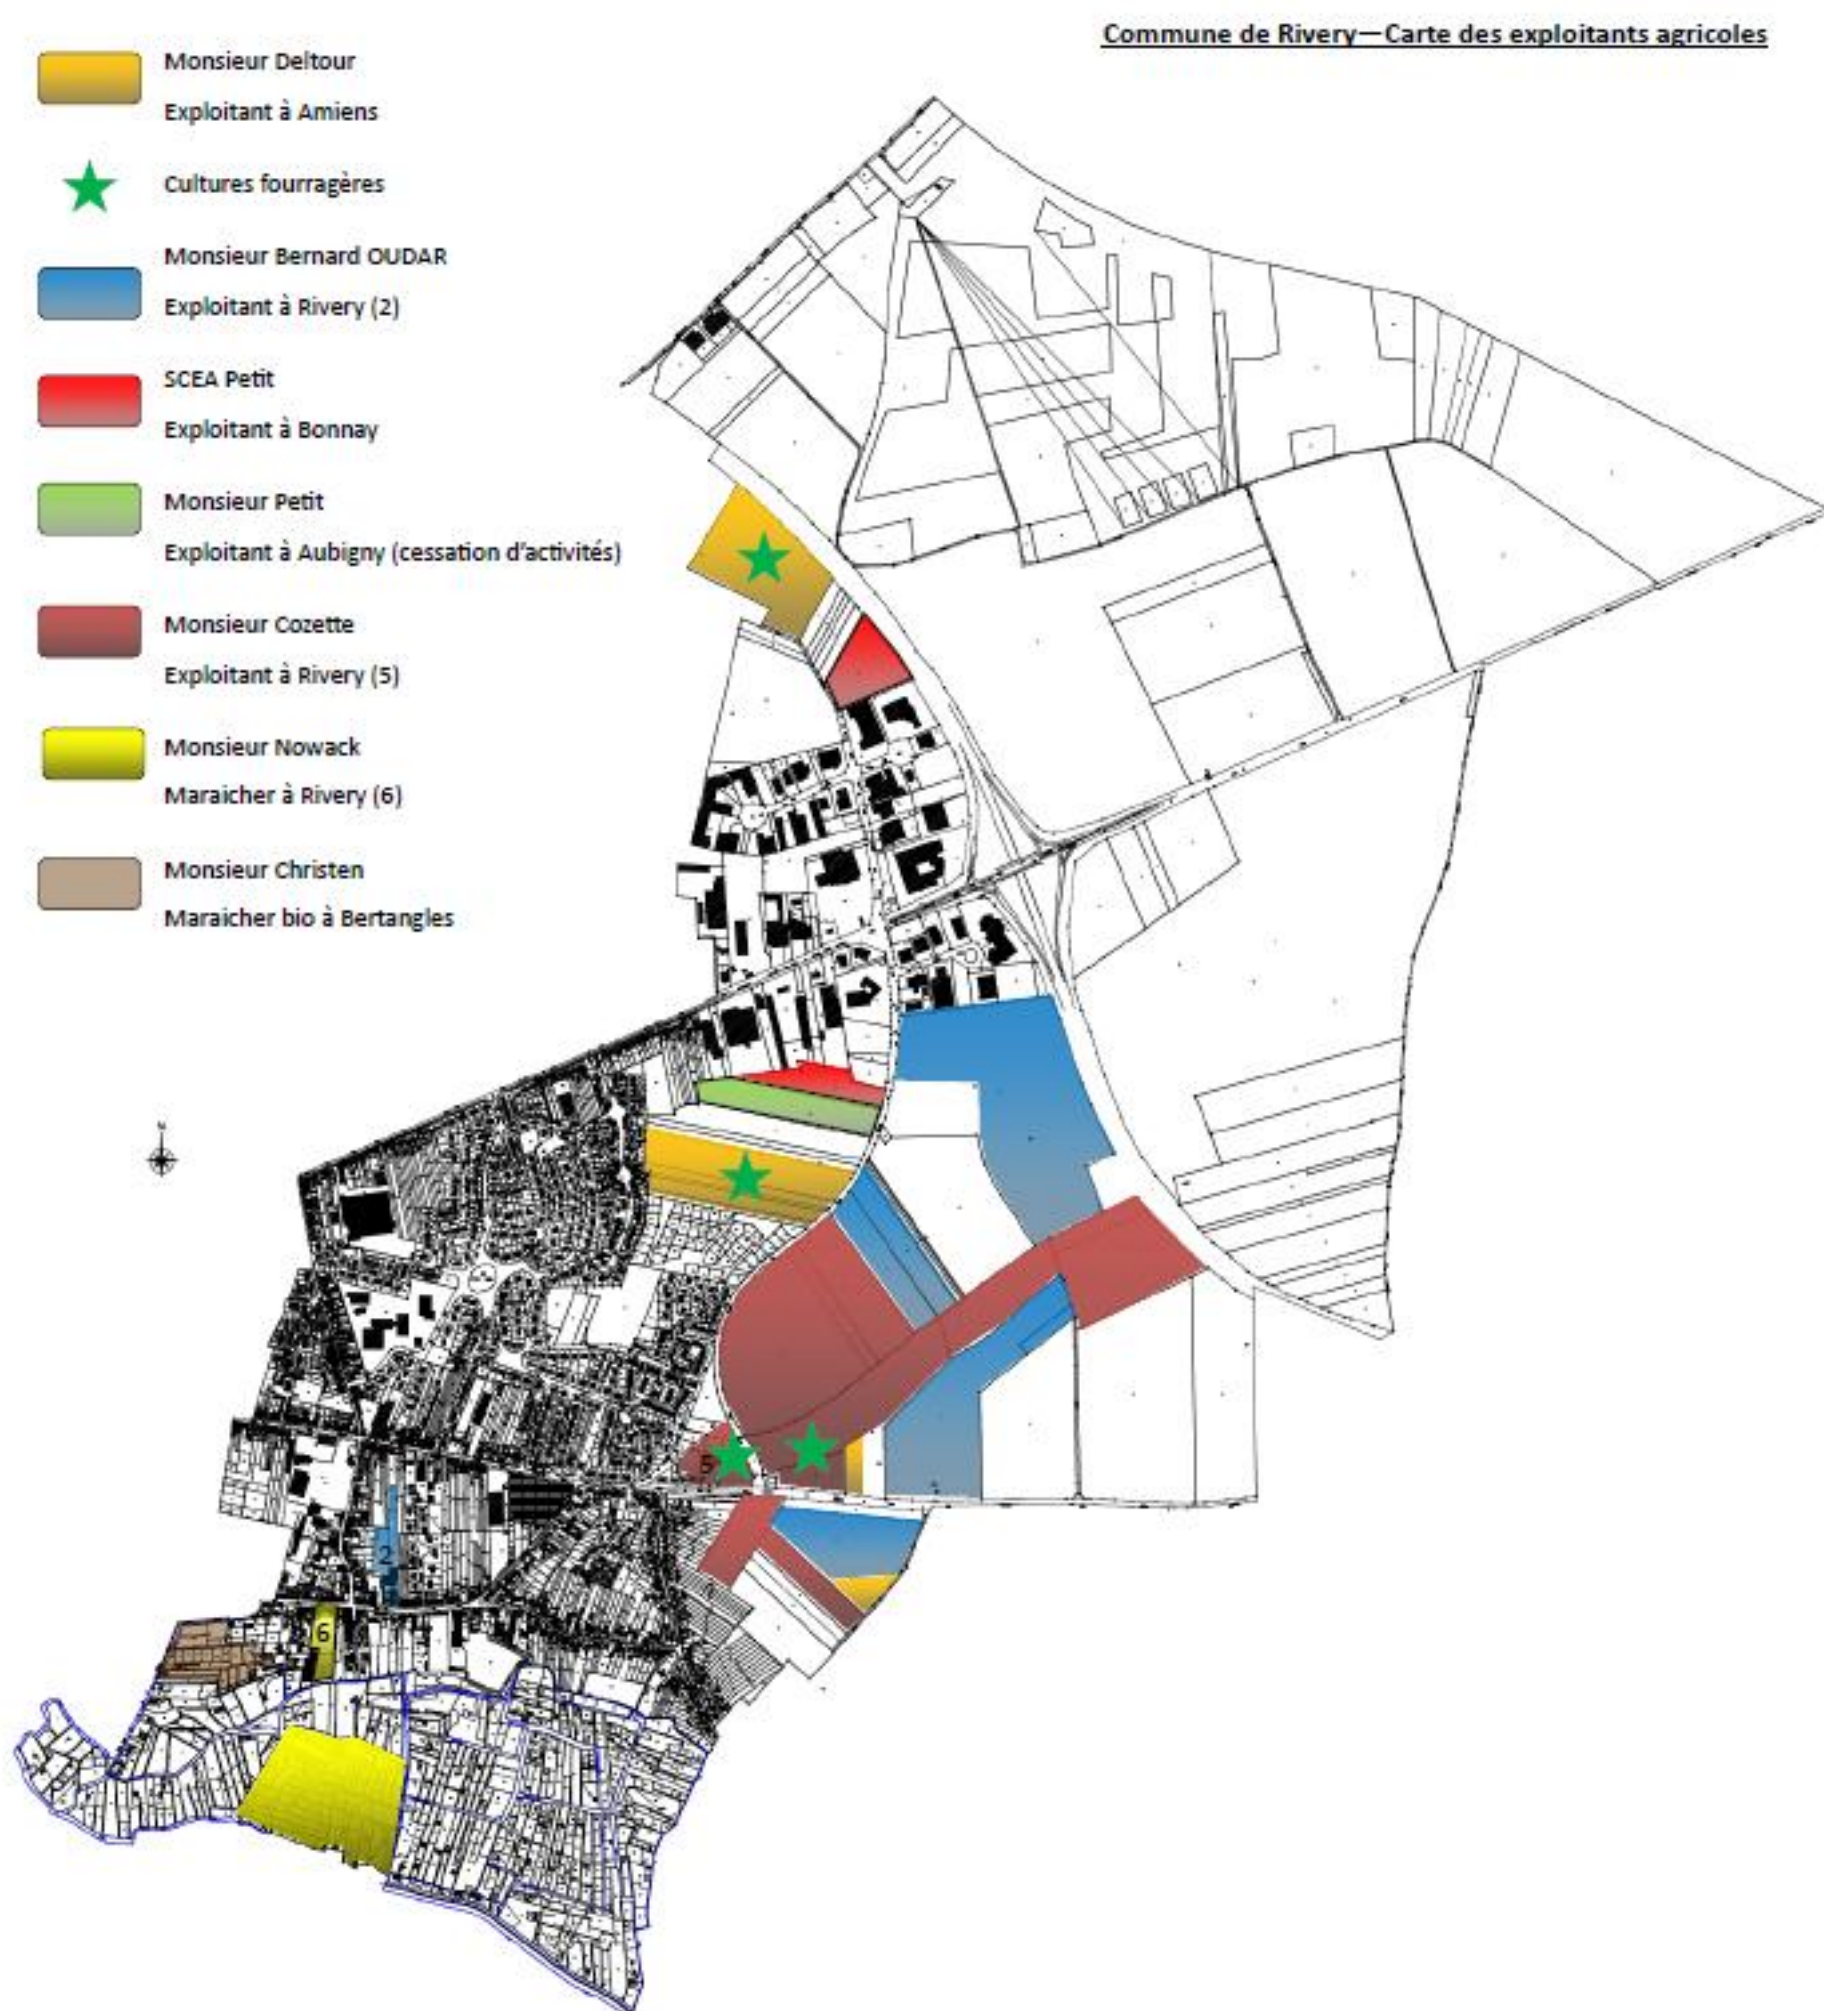 Commune de Rivery—Carte des exploitants agricoles
Monsieur Deltour
Exploitant à Amiens
Cultures fourragères
Monsieur Bernard OUDAR
Exploitant à Rivery (2)
SCEA Petit
Exploitant à Bonnay
Monsieur Petit
Exploitant à Aubigny (cessation d'activités)
Monsieur Cozette
Exploitant à Rivery (5)
Monsieur Nowack
Maraicher à Rivery (6)
Monsieur Christen
Maraicher bio à Bertangles
5
2
6